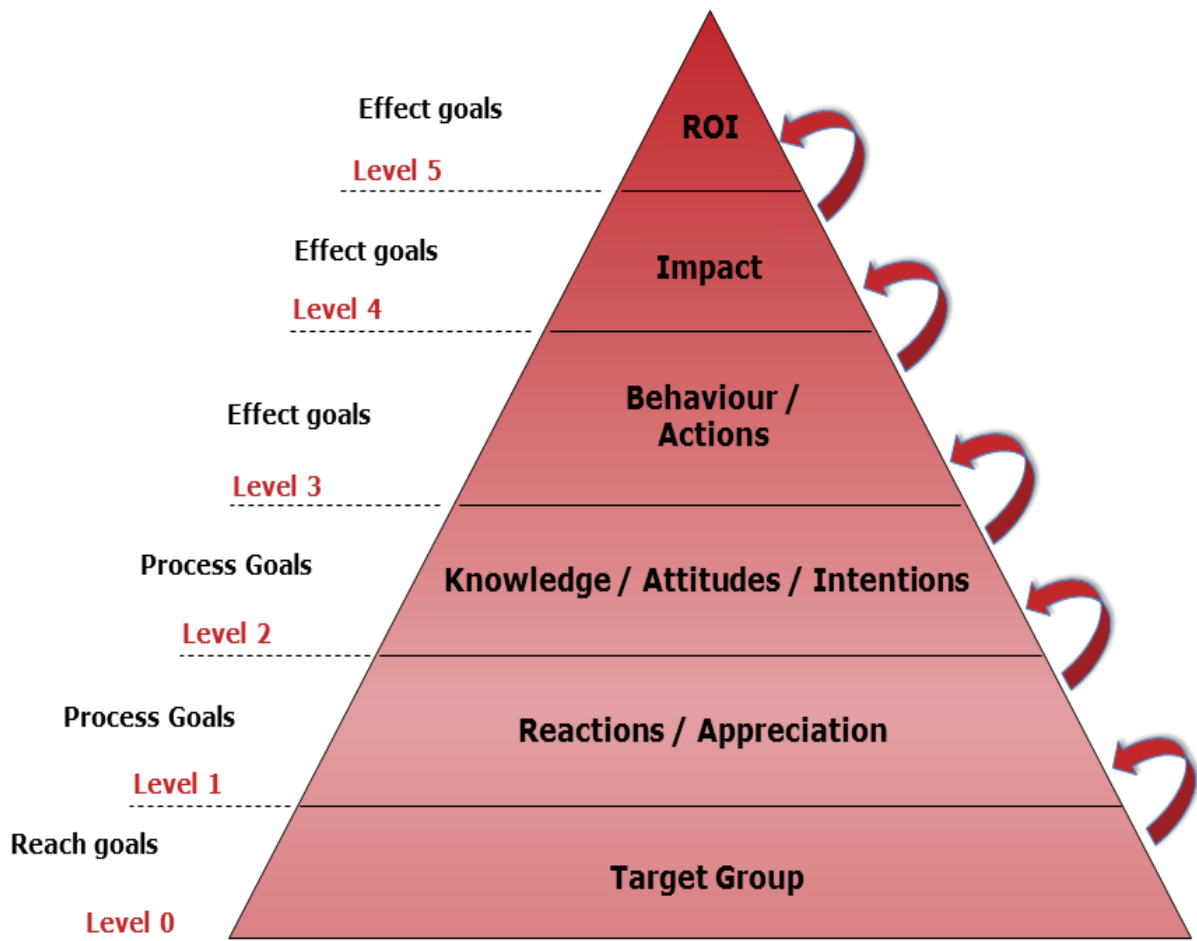 Effect goals
ROI
Level 5
Effect goals
Impact
Level 4
Behaviour /
Actions
Effect goals
Level 3
Process Goals
Knowledge / Attitudes / Intentions
Level 2
Process Goals
Reactions / Appreciation
Level 1
Reach goals
Target Group
Level 0